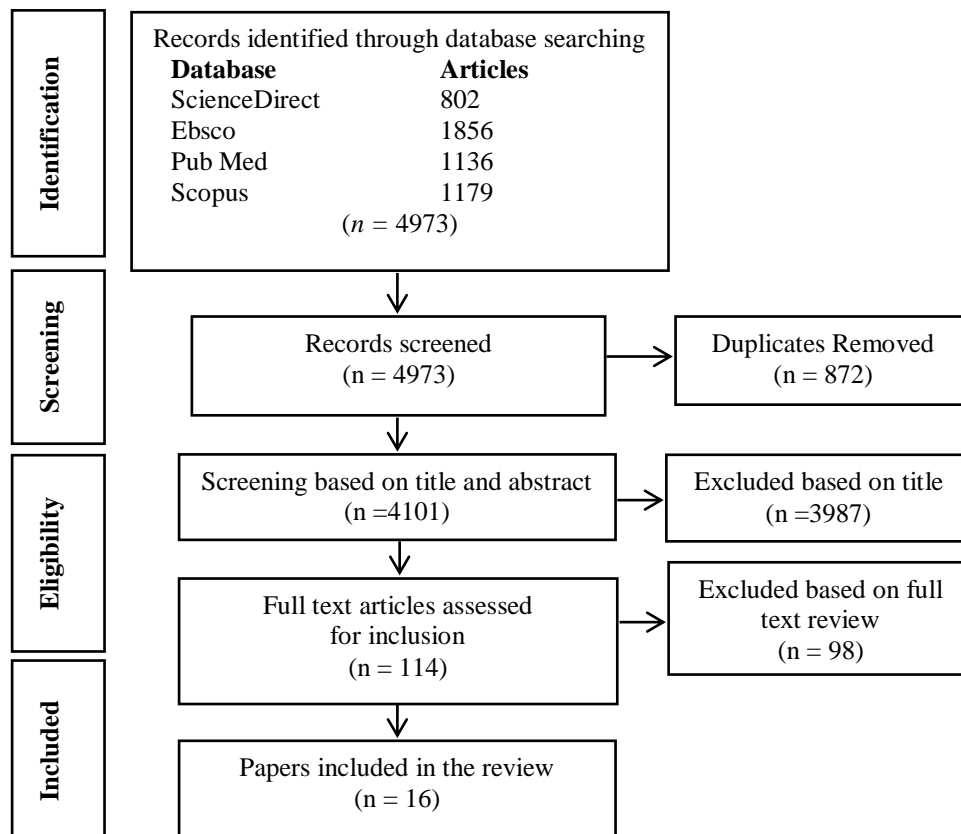 Identification
Records identified through database searching
Database Articles
ScienceDirect 802
Ebsco 1856
Pub Med 1136
Scopus 1179
(n = 4973)
Screening
Records screened
(n = 4973)
Duplicates Removed
(n = 872)
Eligibility
Screening based on title and abstract
(n =4101)
Excluded based on title
(n =3987)
Full text articles assessed
for inclusion
(n = 114)
Excluded based on full
text review
(n = 98)
Included
Papers included in the review
(n = 16)